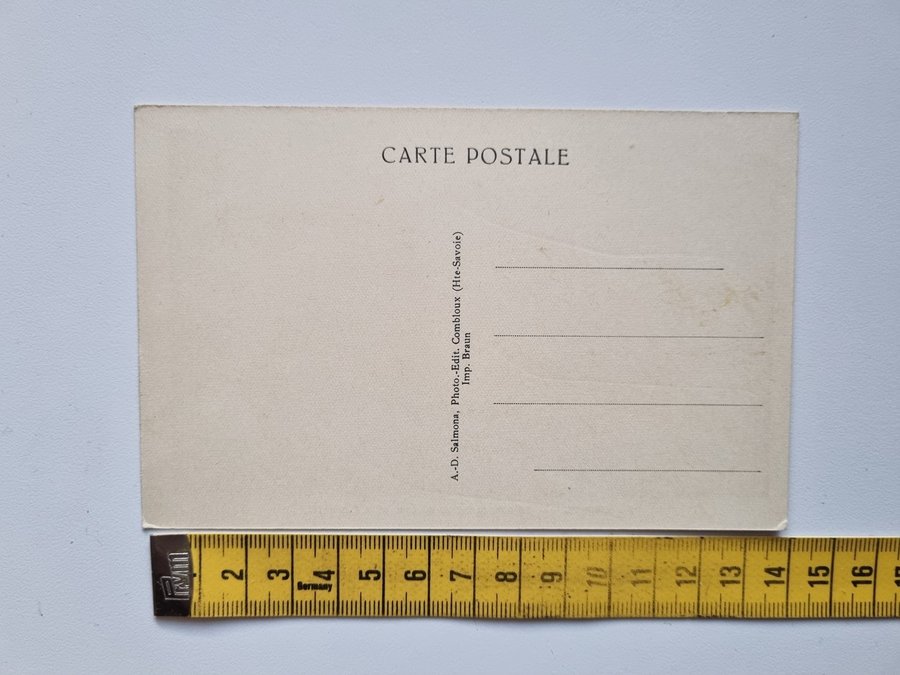 CARTE POSTALE
A.-D. Salmona, Photo.-Edit. Combloux (Hte-Savoie)
Imp. Braun
2 3 4 5 6 7 8 9 10 11 12 13 14 15 16
Germany